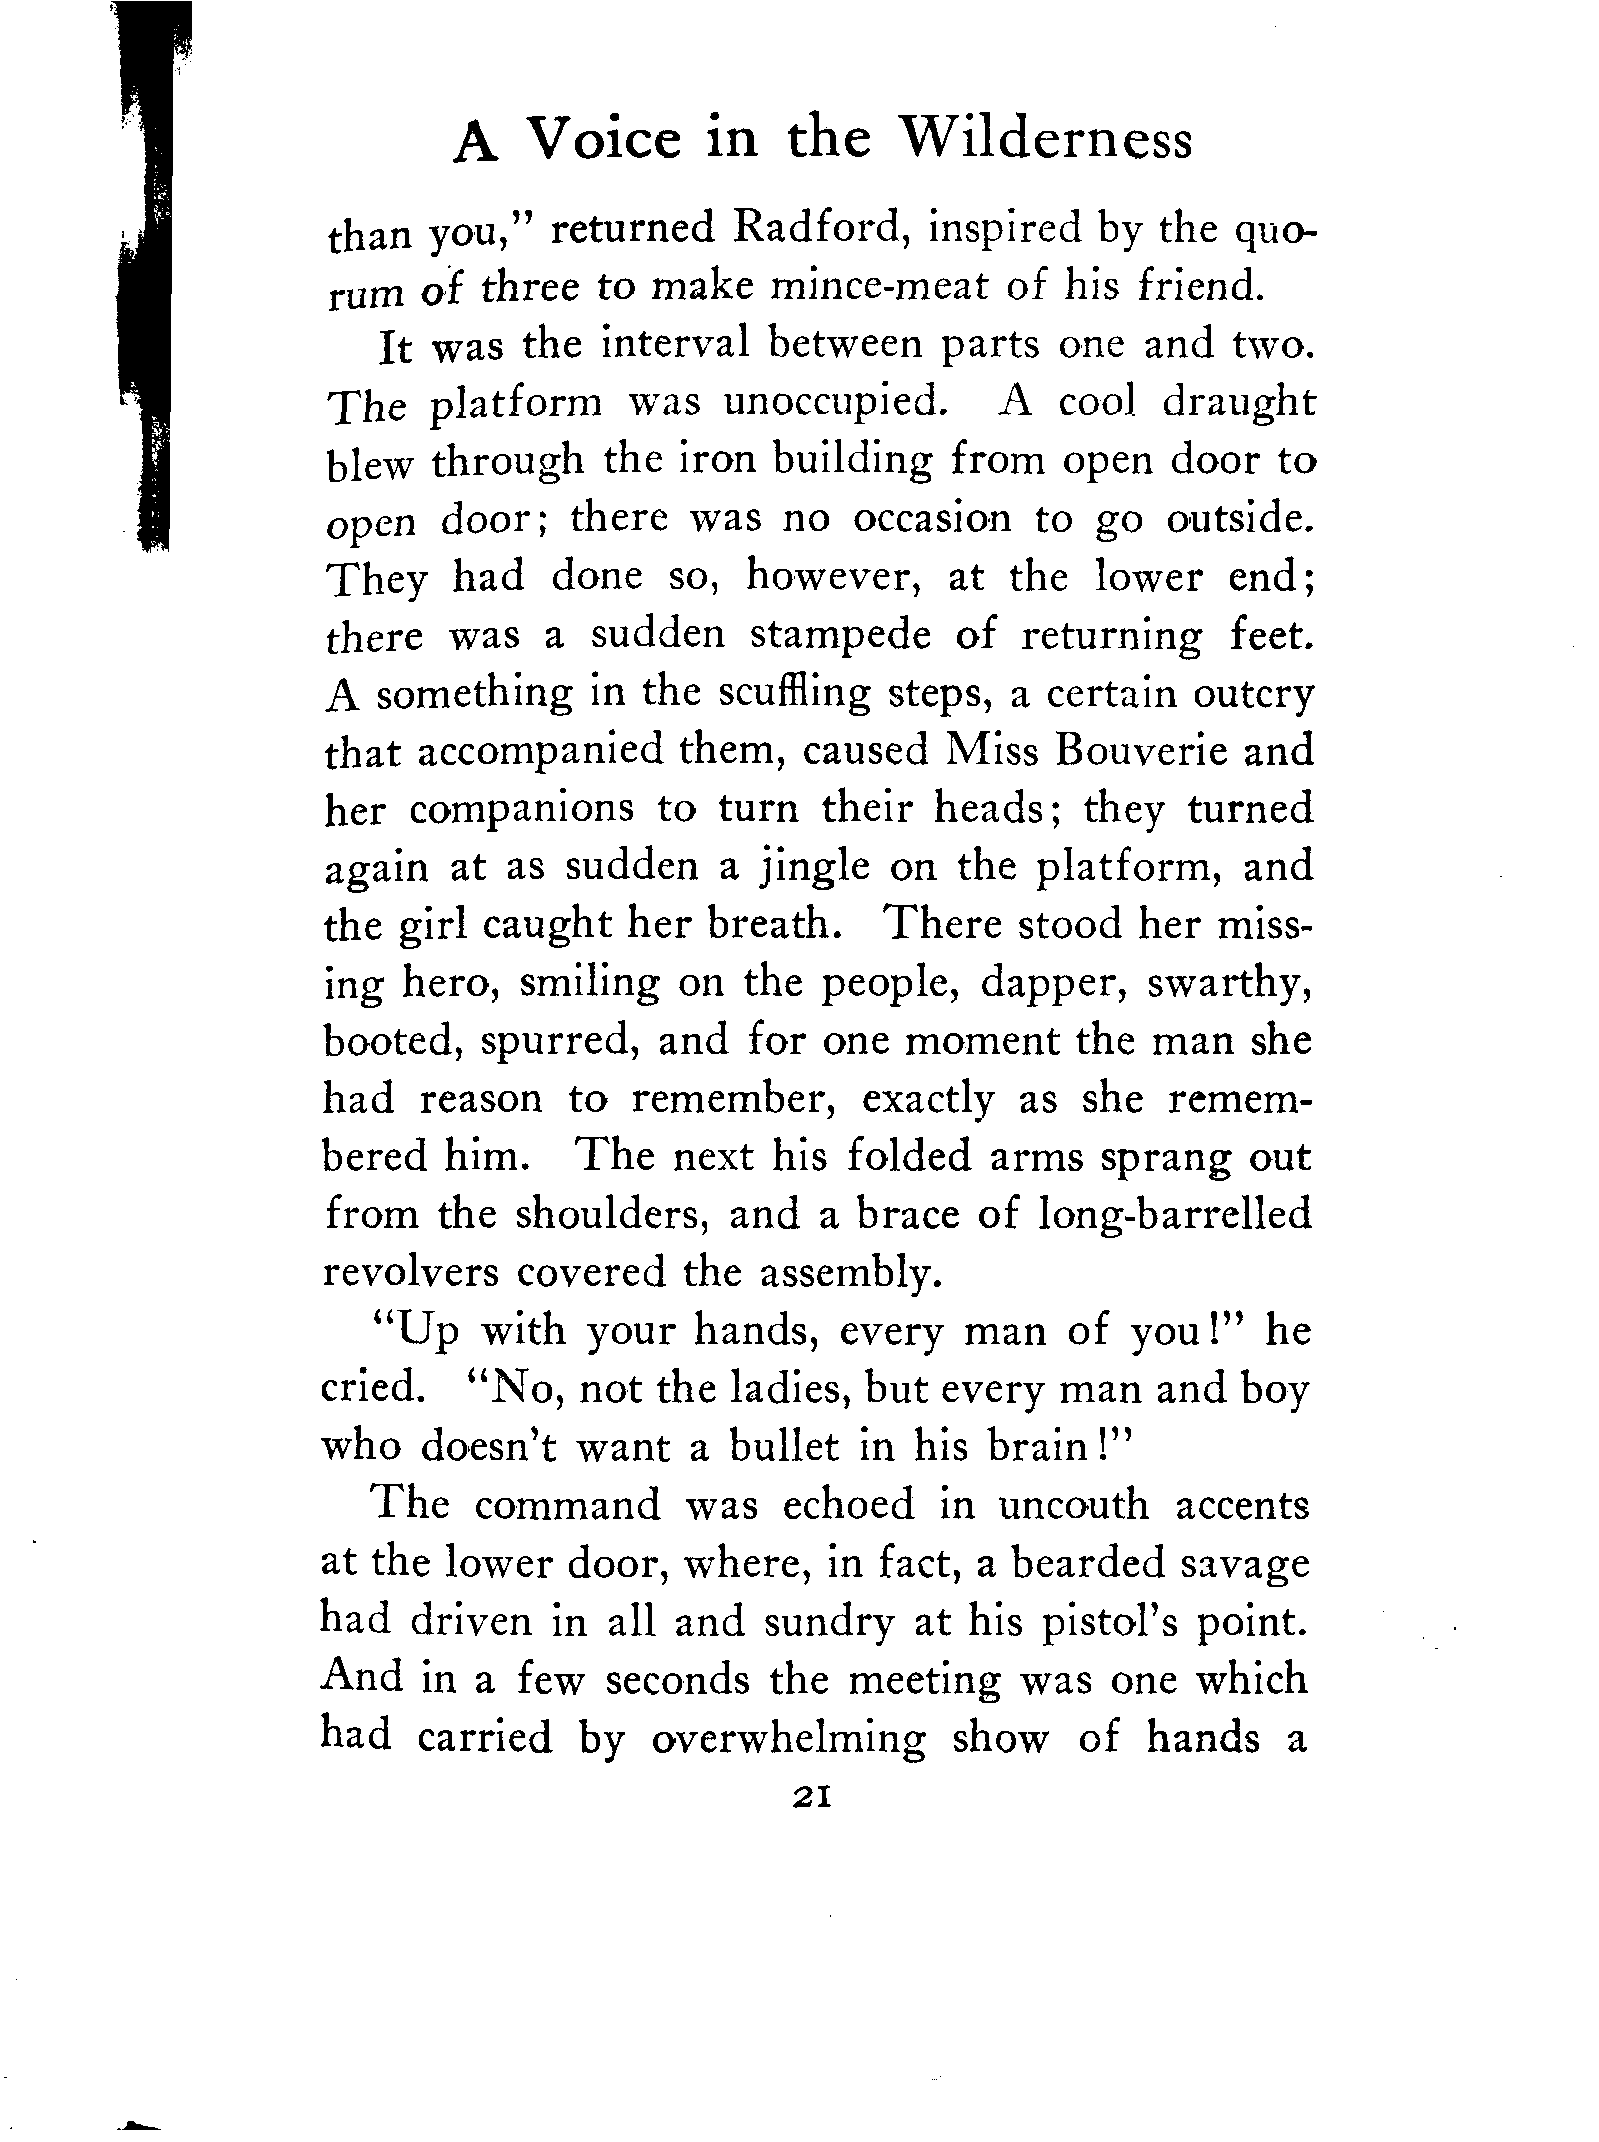 A Voice in the Wilderness
than you," returned Radford, inspired by the quo-
rum of three to make mince-meat of his friend.
It was the interval between parts one and two.
The platform was unoccupied. A cool draught
blew through the iron building from open door to
open door; there was no occasion to go outside.
They had done so, however, at the lower end;
there was a sudden stampede of returning feet.
A something in the scuffling steps, a certain outcry
that accompanied them, caused Miss Bouverie and
her companions to turn their heads; they turned
again at as sudden a jingle on the platform, and
the girl caught her breath. There stood her miss-
ing hero, smiling on the people, dapper, swarthy,
booted, spurred, and for one moment the man she
had reason to remember, exactly as she remem-
bered him. The next his folded arms sprang out
from the shoulders, and a brace of long-barrelled
revolvers covered the assembly.
"Up with your hands, every man of you!" he
cried. "No, not the ladies, but every man and boy
who doesn't want a bullet in his brain!"
The command was echoed in uncouth accents
at the lower door, where, in fact, a bearded savage
had driven in all and sundry at his pistol's point.
And in a few seconds the meeting was one which
had carried by overwhelming show of hands a
21